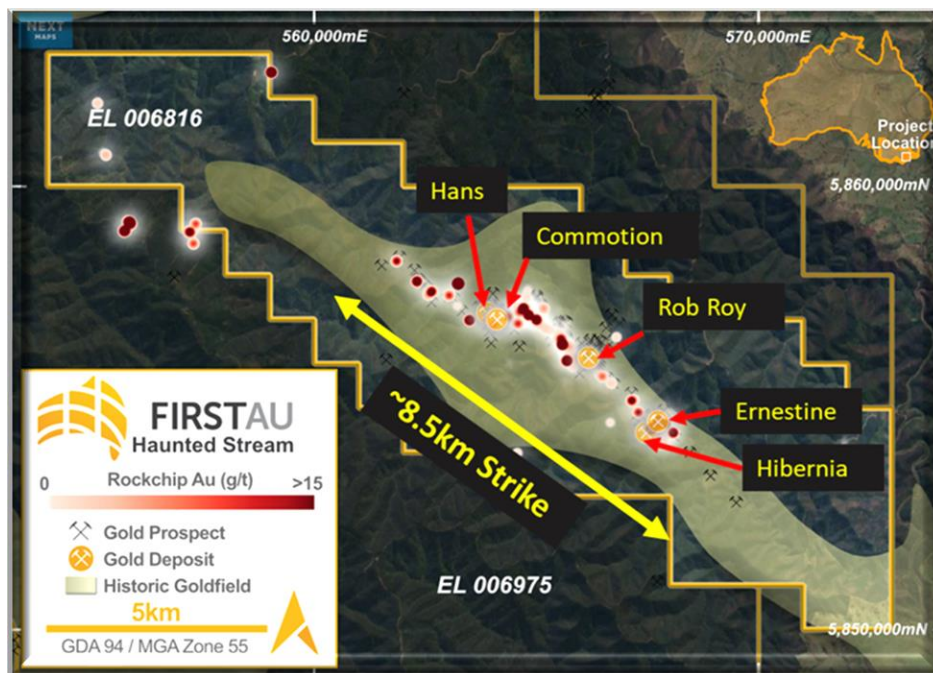 NEXT
MAPS
560,000mE
570,000mE
EL 006816
Project
Location
5,860,000mN
Hans
Commotion
Rob Roy
Ernestine
Hibernia
~8.5km Strike
EL 006975
5,850,000mN
FIRSTAU
Haunted Stream
0 Rockchip Au (g/t) >15
Gold Prospect
Gold Deposit
Historic Goldfield
5km
GDA 94 / MGA Zone 55